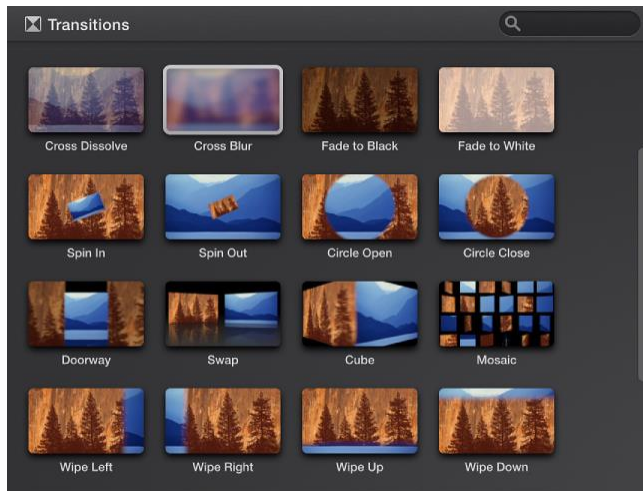 Transitions
Cross Dissolve
Cross Blur
Fade to Black
Fade to White
Spin In
Spin Out
Circle Open
Circle Close
Doorway
Swap
Cube
Mosaic
Wipe Left
Wipe Right
Wipe Up
Wipe Down